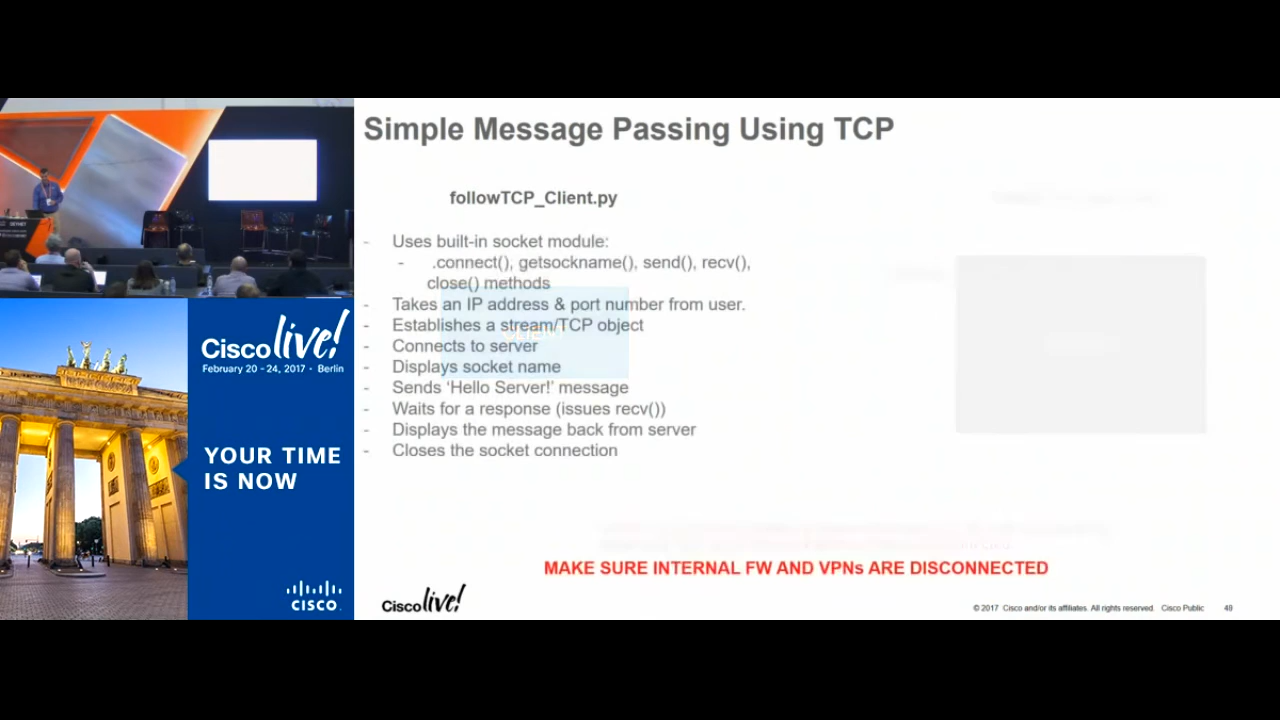 Simple Message Passing Using TCP
followTCP_Client.py
- Uses built-in socket module:
- .connect(), getsockname(), send(), recv(),
close() methods
- Takes an IP address & port number from user.
- Establishes a stream/TCP object
- Connects to server
- Displays socket name
- Sends ‘Hello Server!’ message
- Waits for a response (issues recv())
- Displays the message back from server
- Closes the socket connection
MAKE SURE INTERNAL FW AND VPNs ARE DISCONNECTED
Cisco live!
© 2017 Cisco and/or its affiliates. All rights reserved. Cisco Public 49
Cisco live!
February 20 - 24, 2017 · Berlin
YOUR TIME
IS NOW
CISCO